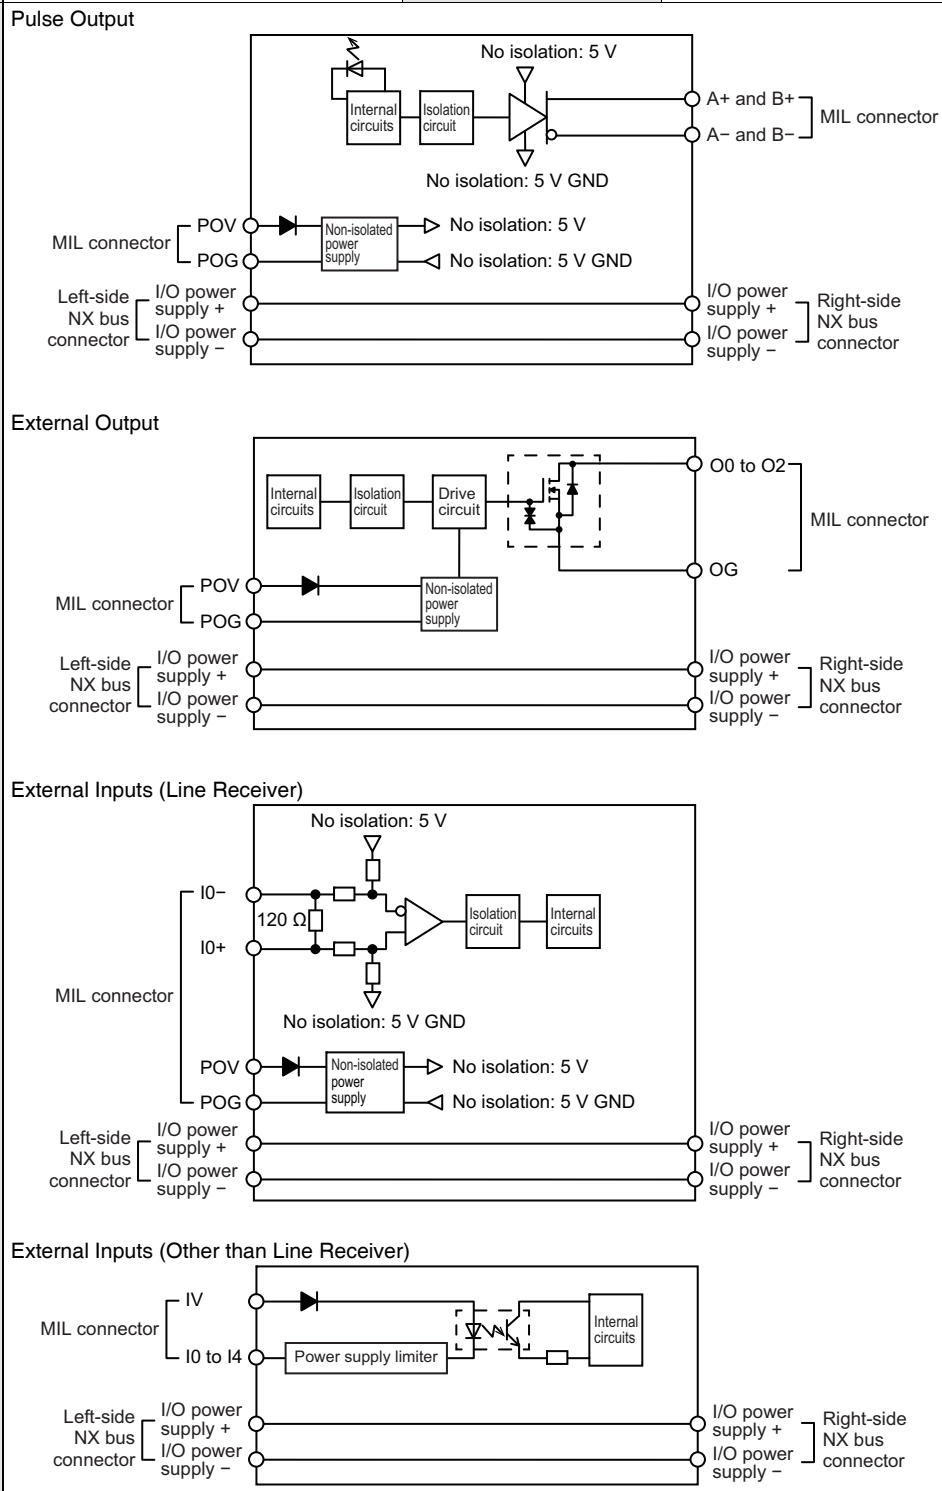 Pulse Output
No isolation: 5 V
Internal
circuits
Isolation
circuit
A+ and B+
A− and B−
MIL connector
No isolation: 5 V GND
MIL connector
POV
POG
Non-isolated
power
supply
No isolation: 5 V
No isolation: 5 V GND
Left-side
NX bus
connector
I/O power
supply +
I/O power
supply −
I/O power
supply +
I/O power
supply −
Right-side
NX bus
connector
External Output
Internal
circuits
Isolation
circuit
Drive
circuit
O0 to O2
OG
MIL connector
MIL connector
POV
POG
Non-isolated
power
supply
Left-side
NX bus
connector
I/O power
supply +
I/O power
supply −
I/O power
supply +
I/O power
supply −
Right-side
NX bus
connector
External Inputs (Line Receiver)
No isolation: 5 V
I0−
120 Ω
I0+
Isolation
circuit
Internal
circuits
MIL connector
No isolation: 5 V GND
POV
POG
Non-isolated
power
supply
No isolation: 5 V
No isolation: 5 V GND
Left-side
NX bus
connector
I/O power
supply +
I/O power
supply −
I/O power
supply +
I/O power
supply −
Right-side
NX bus
connector
External Inputs (Other than Line Receiver)
MIL connector
IV
I0 to I4
Power supply limiter
Internal
circuits
Left-side
NX bus
connector
I/O power
supply +
I/O power
supply −
I/O power
supply +
I/O power
supply −
Right-side
NX bus
connector